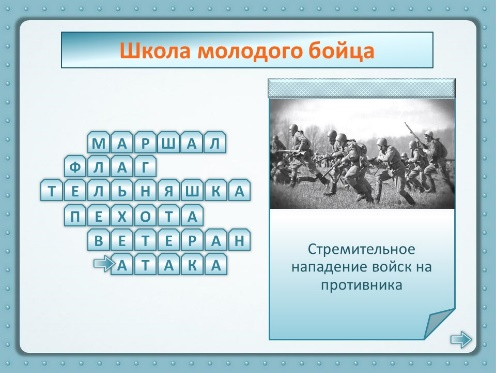 Школа молодого бойца
МАРШАЛ
ФЛАГ
ТЕЛЬНЯШКА
ПЕХОТА
ВЕТЕРАН
АТАКА
Стремительное
нападение войск на
противника